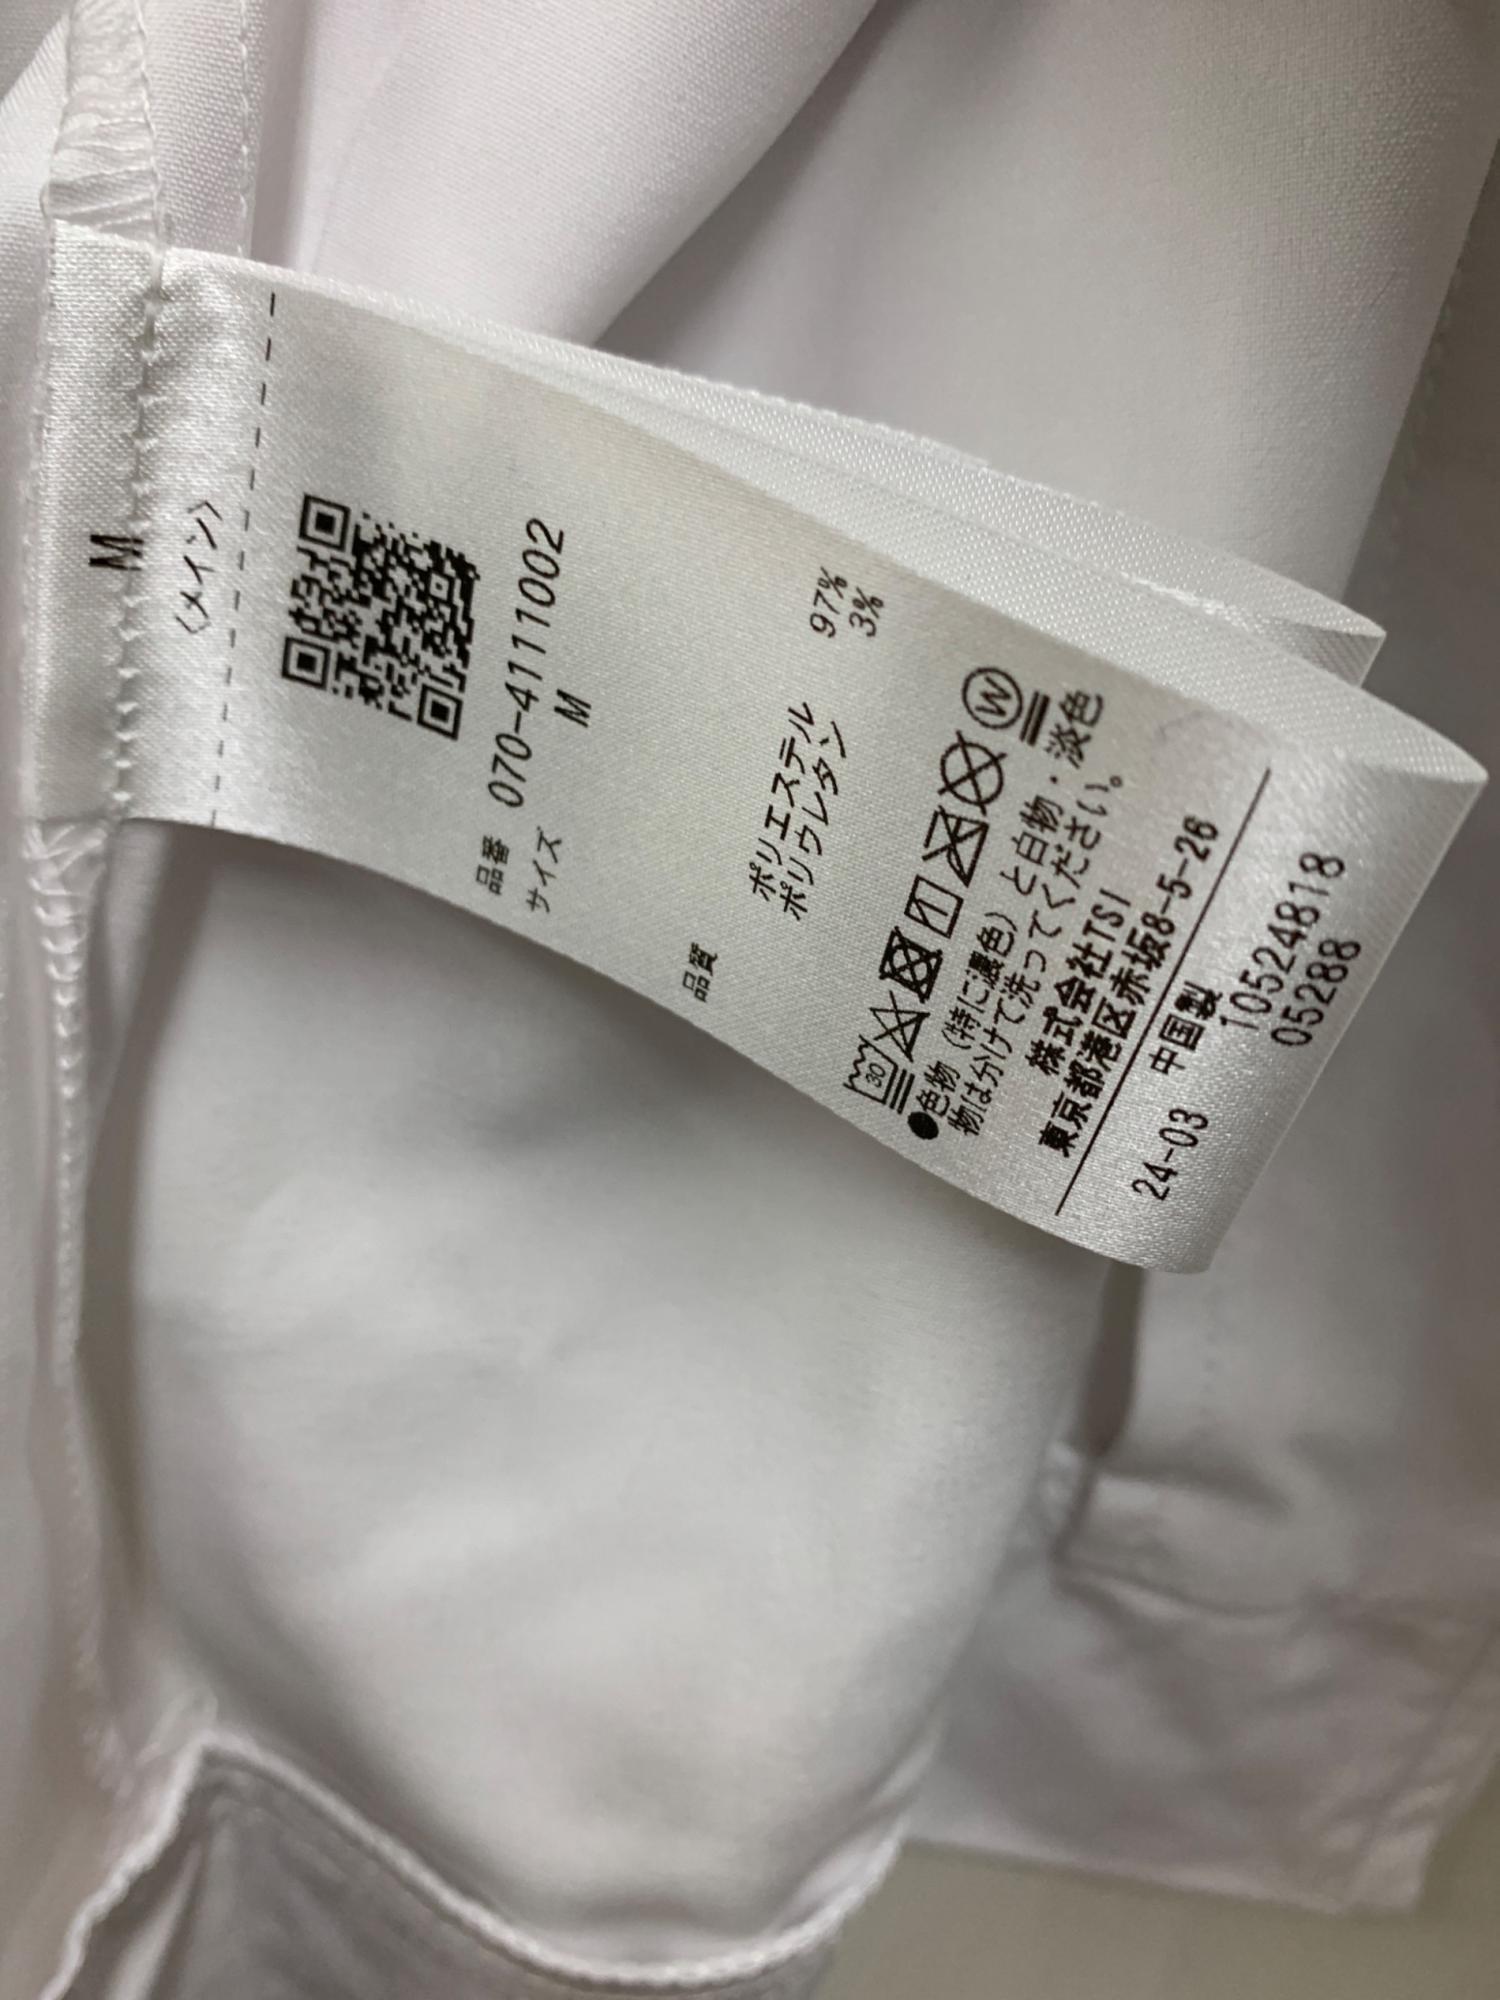 M
〈メイン〉
品番 070-4111002
サイズ M
品質
ポリエステル 97%
ポリウレタン 3%
30 W
●色物（特に濃色）と白物・淡色
物は分けて洗ってください。
株式会社TSI
東京都港区赤坂8-5-26
24-03 中国製
10524818
05288